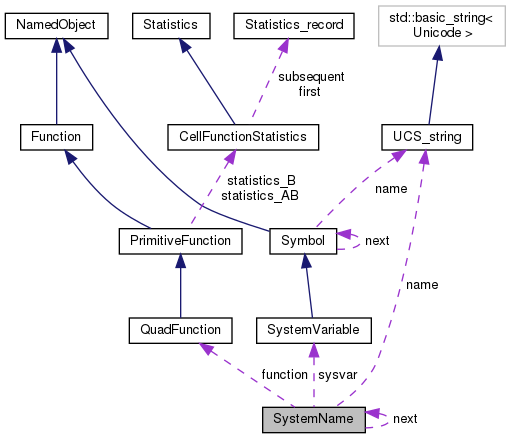 NamedObject
Statistics
Statistics_record
std::basic_string<
Unicode >
subsequent
first
Function
CellFunctionStatistics
UCS_string
statistics_B
statistics_AB
name
PrimitiveFunction
Symbol
next
name
QuadFunction
SystemVariable
function
sysvar
SystemName
next